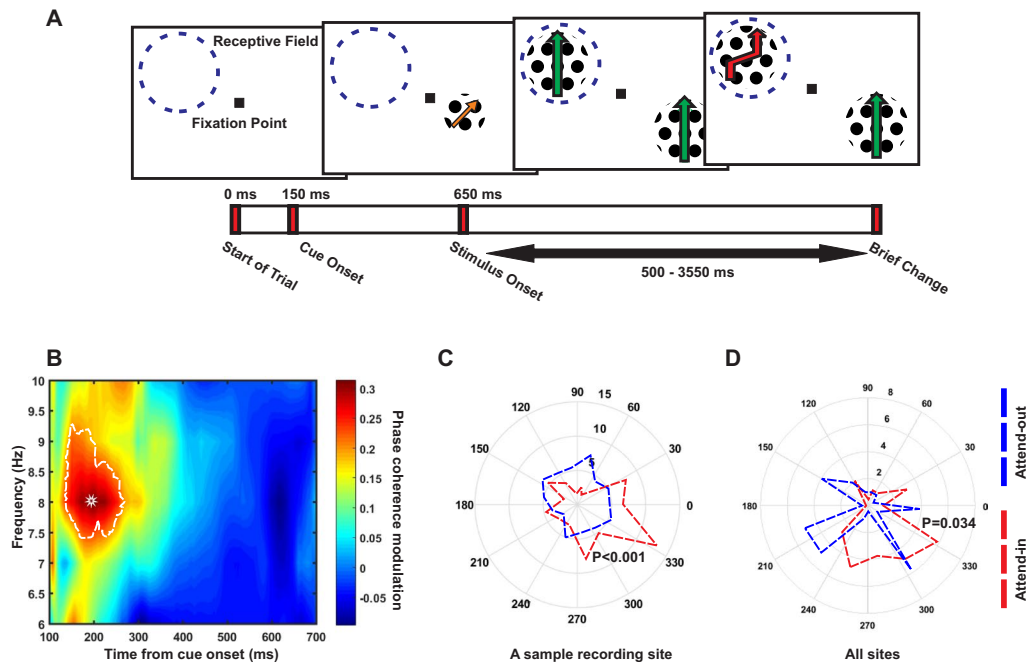 A
Receptive Field
Fixation Point
0 ms
150 ms
650 ms
Start of Trial
Cue Onset
Stimulus Onset
500 - 3550 ms
Brief Change
B
10
9.5
9
8.5
8
7.5
7
6
Frequency (Hz)
100
200
300
400
500
600
700
Time from cue onset (ms)
0.3
0.25
0.2
0.15
0.1
0.05
0
-0.05
Phase coherence modulation
C
90
15
120
60
10
150
30
5
180
0
P<0.001
210
330
240
300
270
A sample recording site
D
90
8
120
60
6
4
150
30
2
180
0
P=0.034
210
330
240
300
270
All sites
Attend-out
Attend-in